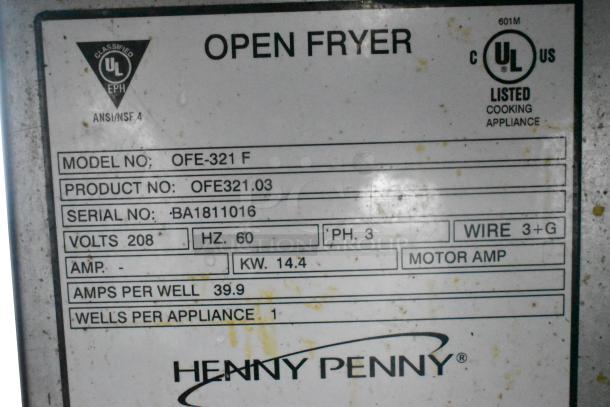 CLASSIFIED
UL
EPH
ANSI/NSF 4
OPEN FRYER
601M
C UL® US
LISTED
COOKING
APPLIANCE
MODEL NO: OFE-321 F
PRODUCT NO: OFE321.03
SERIAL NO: BA1811016
VOLTS 208 HZ. 60 PH. 3 WIRE 3+G
AMP. - KW. 14.4 MOTOR AMP
AMPS PER WELL 39.9
WELLS PER APPLIANCE 1
HENNY PENNY®